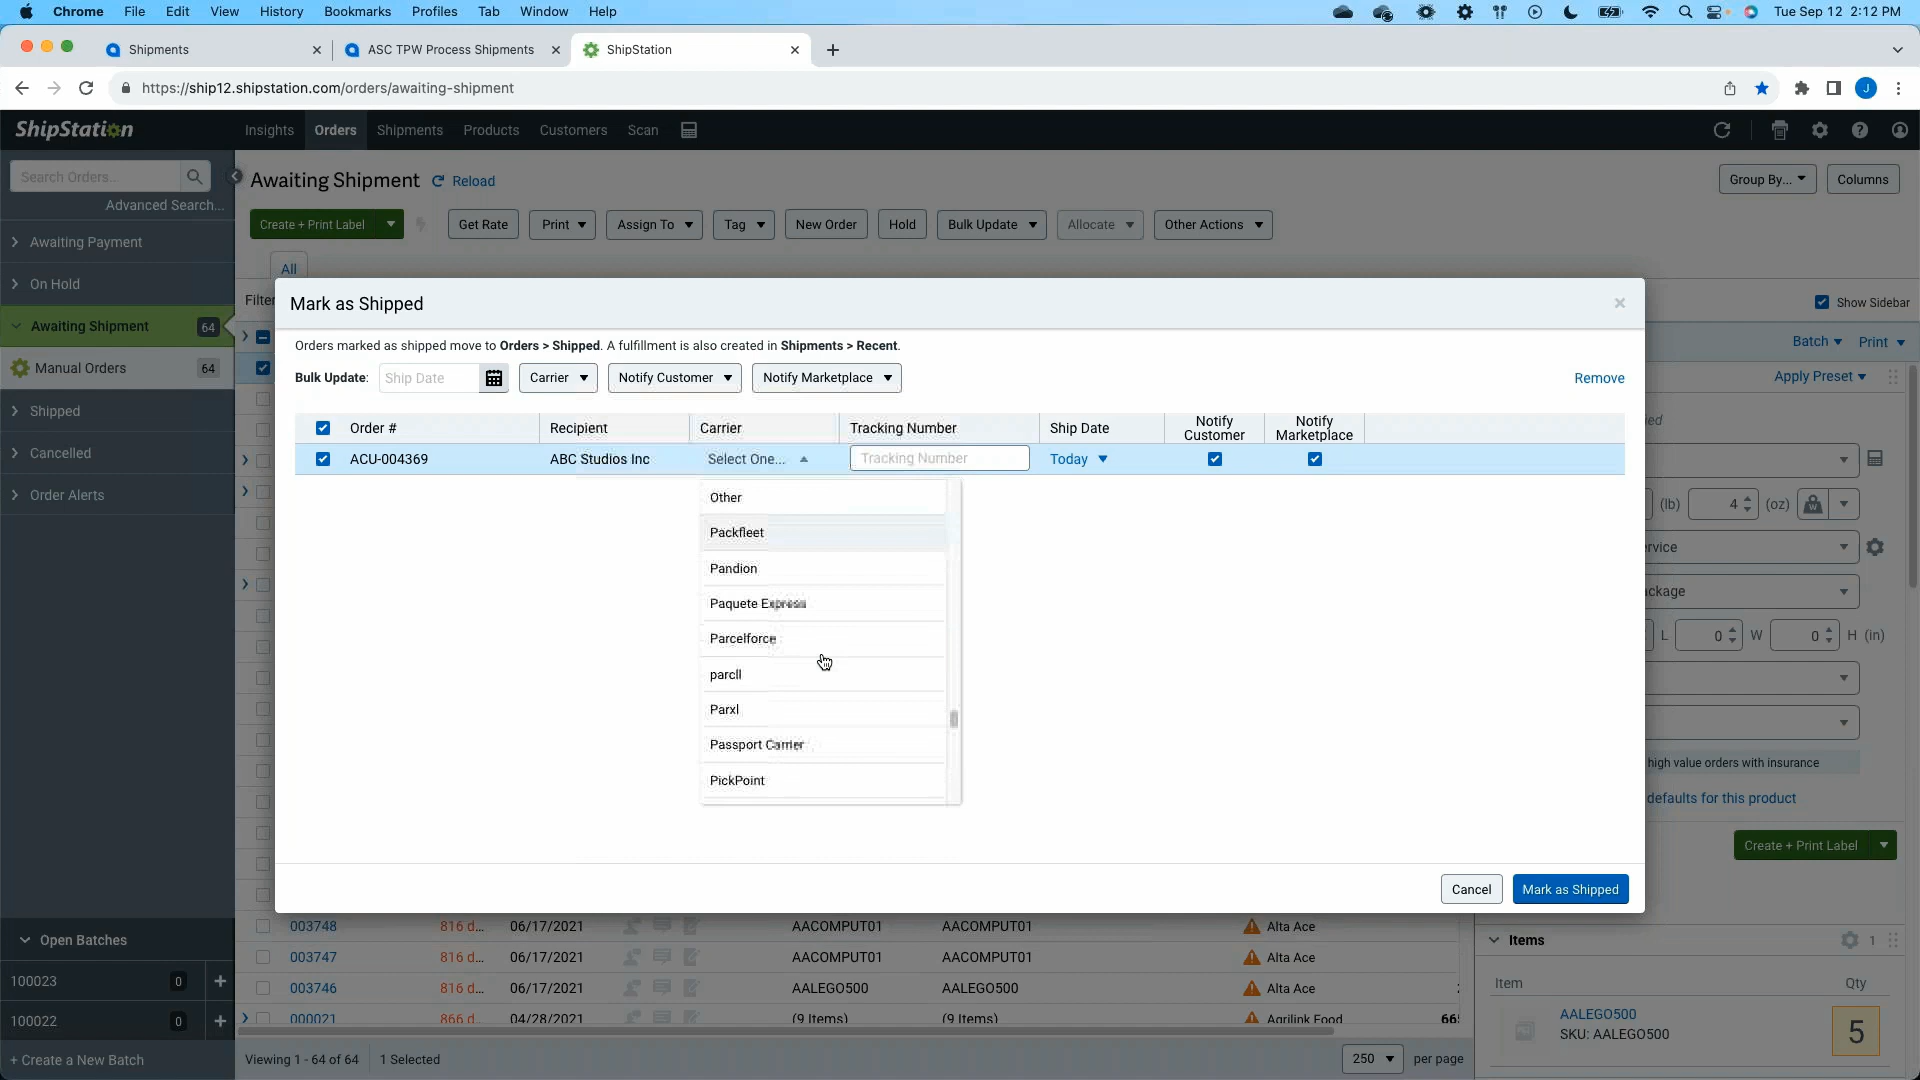 Chrome File Edit View History Bookmarks Profiles Tab Window Help Tue Sep 12 2:12 PM
Shipments ASC TPW Process Shipments ShipStation
https://ship12.shipstation.com/orders/awaiting-shipment J
ShipStation Insights Orders Shipments Products Customers Scan
Search Orders...
Advanced Search...
Awaiting Payment
On Hold
Awaiting Shipment 64
Manual Orders 64
Shipped
Cancelled
Order Alerts
Open Batches
100023 0
100022 0
+ Create a New Batch
Awaiting Shipment Reload Group By... Columns
Create + Print Label Get Rate Print Assign To Tag New Order Hold Bulk Update Allocate Other Actions
All
Show Sidebar
Batch Print
Apply Preset
Mark as Shipped
Orders marked as shipped move to Orders > Shipped. A fulfillment is also created in Shipments > Recent.
Bulk Update: Ship Date Carrier Notify Customer Notify Marketplace Remove
Order # Recipient Carrier Tracking Number Ship Date Notify Customer Notify Marketplace
ACU-004369 ABC Studios Inc Select One... Tracking Number Today
Other
Packfleet
Pandion
Paquete Express
Parcelforce
parcll
Parxl
Passport Carrier
PickPoint
Cancel Mark as Shipped
(lb) 4 (oz)
L 0 W 0 H (in)
high value orders with insurance
defaults for this product
Create + Print Label
003748 816 d... 06/17/2021 AACOMPUT01 AACOMPUT01 Alta Ace
003747 816 d... 06/17/2021 AACOMPUT01 AACOMPUT01 Alta Ace
003746 816 d... 06/17/2021 AALEGO500 AALEGO500 Alta Ace
000021 866 d... 04/28/2021 (9 Items) (9 Items) Agrilink Food
Viewing 1 - 64 of 64 1 Selected 250 per page
Items 1
Item Qty
AALEGO500
SKU: AALEGO500
5